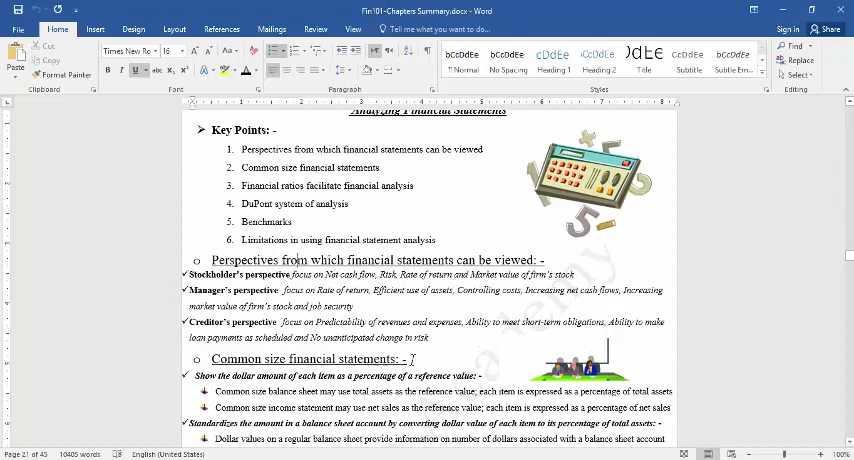 Fin101-Chapters Summary.docx - Word
Sign in
Share
File
Home
Insert
Design
Layout
References
Mailings
Review
View
Tell me what you want to do...
Cut
Copy
Format Painter
Paste
Clipboard
Times New Ro
16
Font
Paragraph
AaBbCcDdEe
¶ Normal
No Spacing
Heading 1
Heading 2
Title
Subtitle
Subtle Em...
Styles
Find
Replace
Select
Editing
Analyzing Financial Statements
➢ Key Points: -
1. Perspectives from which financial statements can be viewed
2. Common size financial statements
3. Financial ratios facilitate financial analysis
4. DuPont system of analysis
5. Benchmarks
6. Limitations in using financial statement analysis
o Perspectives from which financial statements can be viewed: -
✓Stockholder's perspective focus on Net cash flow, Risk, Rate of return and Market value of firm's stock
✓Manager's perspective focus on Rate of return, Efficient use of assets, Controlling costs, Increasing net cash flows, Increasing
market value of firm's stock and job security
✓Creditor's perspective focus on Predictability of revenues and expenses, Ability to meet short-term obligations, Ability to make
loan payments as scheduled and No unanticipated change in risk
o Common size financial statements: -
✓ Show the dollar amount of each item as a percentage of a reference value: -
Common size balance sheet may use total assets as the reference value; each item is expressed as a percentage of total assets
Common size income statement may use net sales as the reference value; each item is expressed as a percentage of net sales
✓Standardizes the amount in a balance sheet account by converting dollar value of each item to its percentage of total assets: -
Dollar values on a regular balance sheet provide information on number of dollars associated with a balance sheet account
Page 21 of 45
10405 words
English (United States)
100%